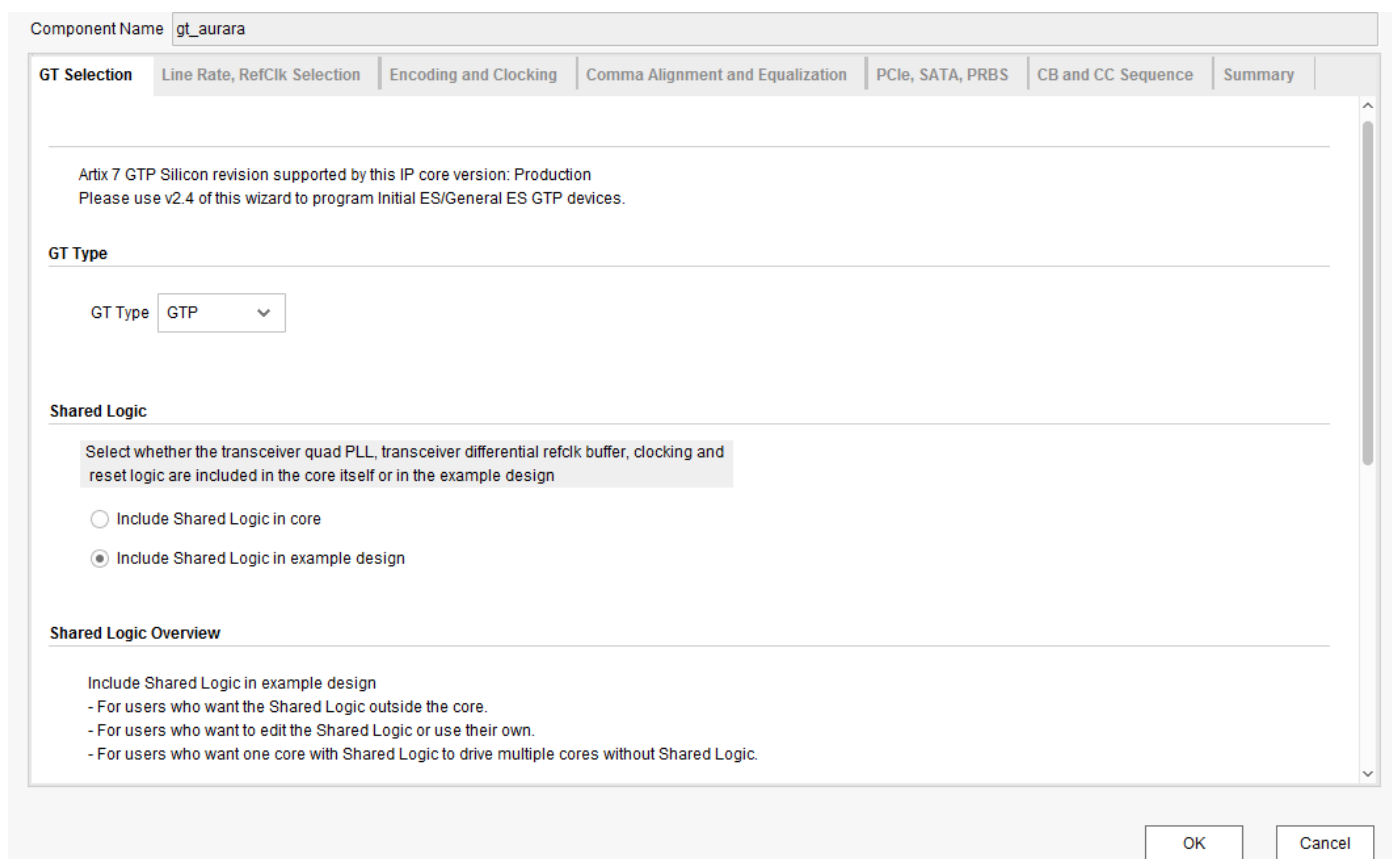 Component Name gt_aurara
GT Selection Line Rate, RefClk Selection Encoding and Clocking Comma Alignment and Equalization PCIe, SATA, PRBS CB and CC Sequence Summary
Artix 7 GTP Silicon revision supported by this IP core version: Production
Please use v2.4 of this wizard to program Initial ES/General ES GTP devices.
GT Type
GT Type GTP
Shared Logic
Select whether the transceiver quad PLL, transceiver differential refclk buffer, clocking and
reset logic are included in the core itself or in the example design
Include Shared Logic in core
Include Shared Logic in example design
Shared Logic Overview
Include Shared Logic in example design
- For users who want the Shared Logic outside the core.
- For users who want to edit the Shared Logic or use their own.
- For users who want one core with Shared Logic to drive multiple cores without Shared Logic.
OK Cancel